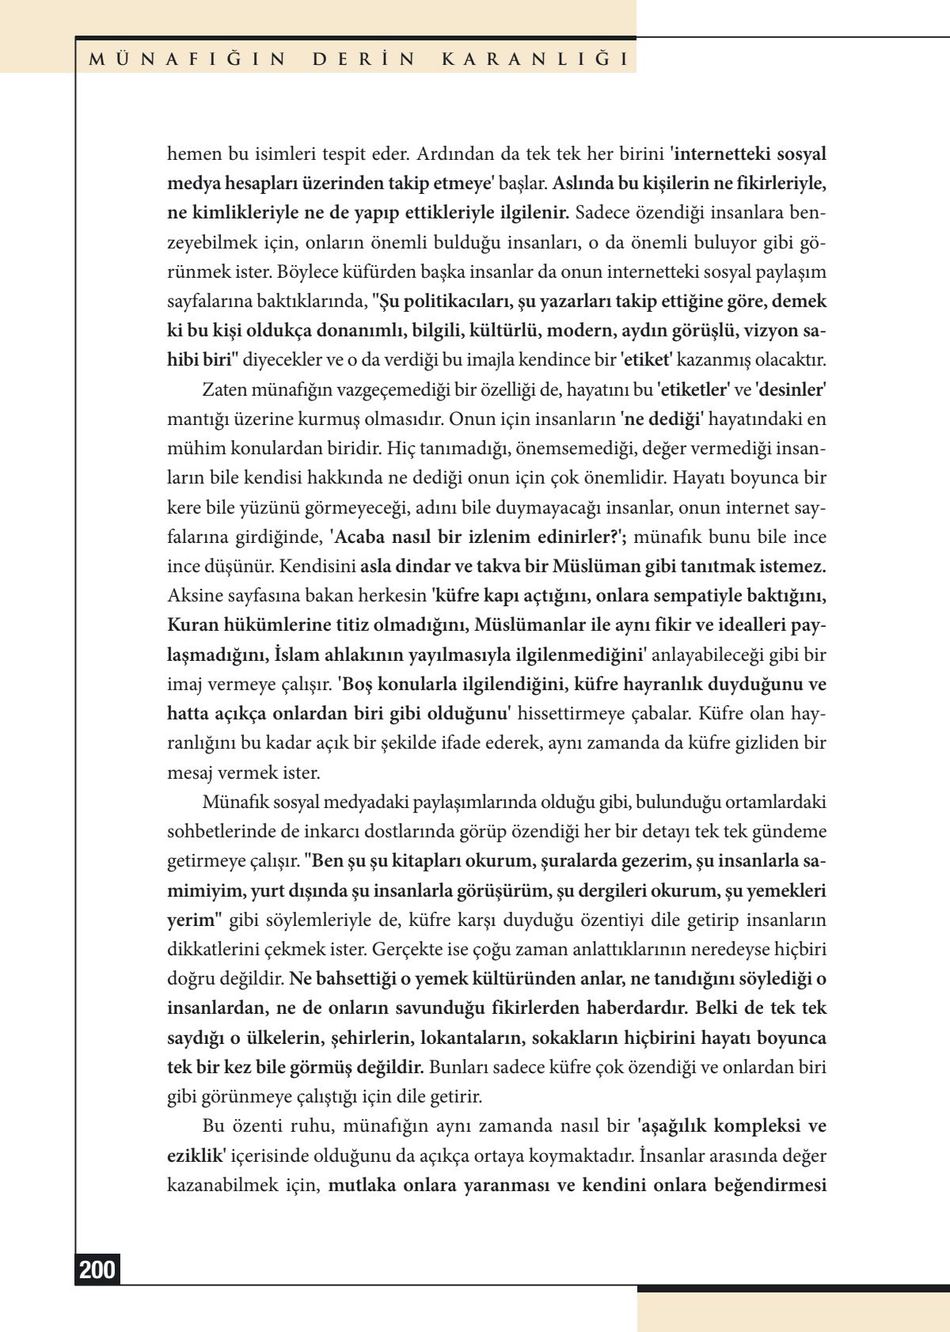 MÜNAFIĞIN DERİN KARANLIĞI
hemen bu isimleri tespit eder. Ardından da tek tek her birini 'internetteki sosyal
medya hesapları üzerinden takip etmeye' başlar. Aslında bu kişilerin ne fikirleriyle,
ne kimlikleriyle ne de yapıp ettikleriyle ilgilenir. Sadece özendiği insanlara ben-
zeyebilmek için, onların önemli bulduğu insanları, o da önemli buluyor gibi gö-
rünmek ister. Böylece küfürden başka insanlar da onun internetteki sosyal paylaşım
sayfalarına baktıklarında, "Şu politikacıları, şu yazarları takip ettiğine göre, demek
ki bu kişi oldukça donanımlı, bilgili, kültürlü, modern, aydın görüşlü, vizyon sa-
hibi biri" diyecekler ve o da verdiği bu imajla kendince bir 'etiket' kazanmış olacaktır.
Zaten münafığın vazgeçemediği bir özelliği de, hayatını bu 'etiketler' ve 'desinler'
mantığı üzerine kurmuş olmasıdır. Onun için insanların 'ne dediği' hayatındaki en
mühim konulardan biridir. Hiç tanımadığı, önemsemediği, değer vermediği insan-
ların bile kendisi hakkında ne dediği onun için çok önemlidir. Hayatı boyunca bir
kere bile yüzünü görmeyeceği, adını bile duymayacağı insanlar, onun internet say-
falarına girdiğinde, 'Acaba nasıl bir izlenim edinirler?'; münafık bunu bile ince
ince düşünür. Kendisini asla dindar ve takva bir Müslüman gibi tanıtmak istemez.
Aksine sayfasına bakan herkesin 'küfre kapı açtığını, onlara sempatiyle baktığını,
Kuran hükümlerine titiz olmadığını, Müslümanlar ile aynı fikir ve idealleri pay-
laşmadığını, İslam ahlakının yayılmasıyla ilgilenmediğini' anlayabileceği gibi bir
imaj vermeye çalışır. 'Boş konularla ilgilendiğini, küfre hayranlık duyduğunu ve
hatta açıkça onlardan biri gibi olduğunu' hissettirmeye çabalar. Küfre olan hay-
ranlığını bu kadar açık bir şekilde ifade ederek, aynı zamanda da küfre gizliden bir
mesaj vermek ister.
Münafık sosyal medyadaki paylaşımlarında olduğu gibi, bulunduğu ortamlardaki
sohbetlerinde de inkarcı dostlarında görüp özendiği her bir detayı tek tek gündeme
getirmeye çalışır. "Ben şu şu kitapları okurum, şuralarda gezerim, şu insanlarla sa-
mimiyim, yurt dışında şu insanlarla görüşürüm, şu dergileri okurum, şu yemekleri
yerim" gibi söylemleriyle de, küfre karşı duyduğu özentiyi dile getirip insanların
dikkatlerini çekmek ister. Gerçekte ise çoğu zaman anlattıklarının neredeyse hiçbiri
doğru değildir. Ne bahsettiği o yemek kültüründen anlar, ne tanıdığını söylediği o
insanlardan, ne de onların savunduğu fikirlerden haberdardır. Belki de tek tek
saydığı o ülkelerin, şehirlerin, lokantaların, sokakların hiçbirini hayatı boyunca
tek bir kez bile görmüş değildir. Bunları sadece küfre çok özendiği ve onlardan biri
gibi görünmeye çalıştığı için dile getirir.
Bu özenti ruhu, münafığın aynı zamanda nasıl bir 'aşağılık kompleksi ve
eziklik' içerisinde olduğunu da açıkça ortaya koymaktadır. İnsanlar arasında değer
kazanabilmek için, mutlaka onlara yaranması ve kendini onlara beğendirmesi
200